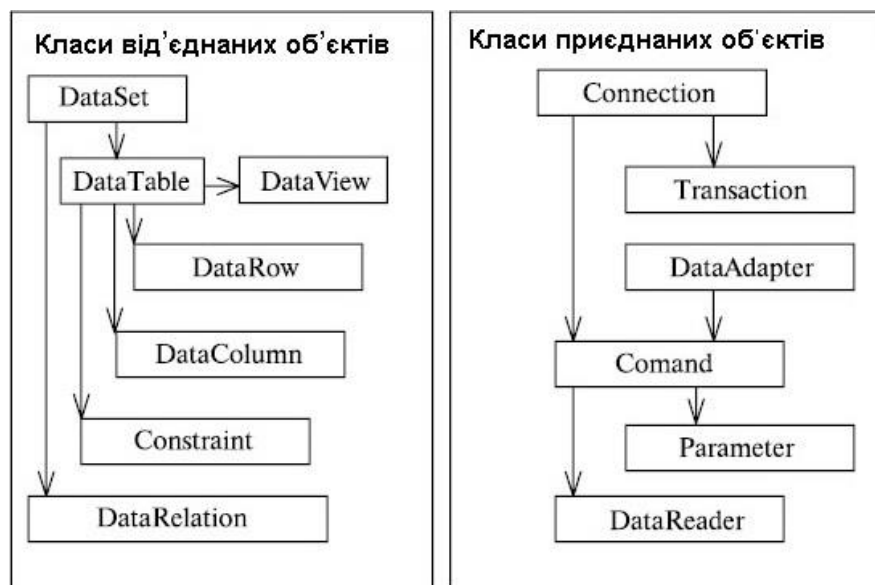 Класи від’єднаних об’єктів
DataSet
DataTable
DataView
DataRow
DataColumn
Constraint
DataRelation
Класи приєднаних об’єктів
Connection
Transaction
DataAdapter
Comand
Parameter
DataReader